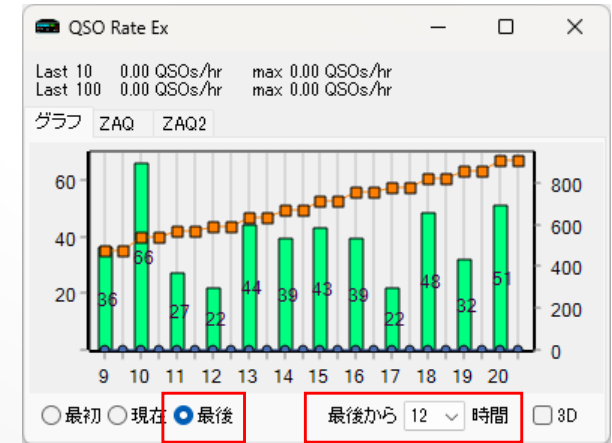 QSO Rate Ex
Last 10 0.00 QSOs/hr max 0.00 QSOs/hr
Last 100 0.00 QSOs/hr max 0.00 QSOs/hr
グラフ ZAQ ZAQ2
60
40
20
800
600
400
200
0
36 66 27 22 44 39 43 39 22 48 32 51
9 10 11 12 13 14 15 16 17 18 19 20
最初 現在 最後 最後から 12 時間 3D